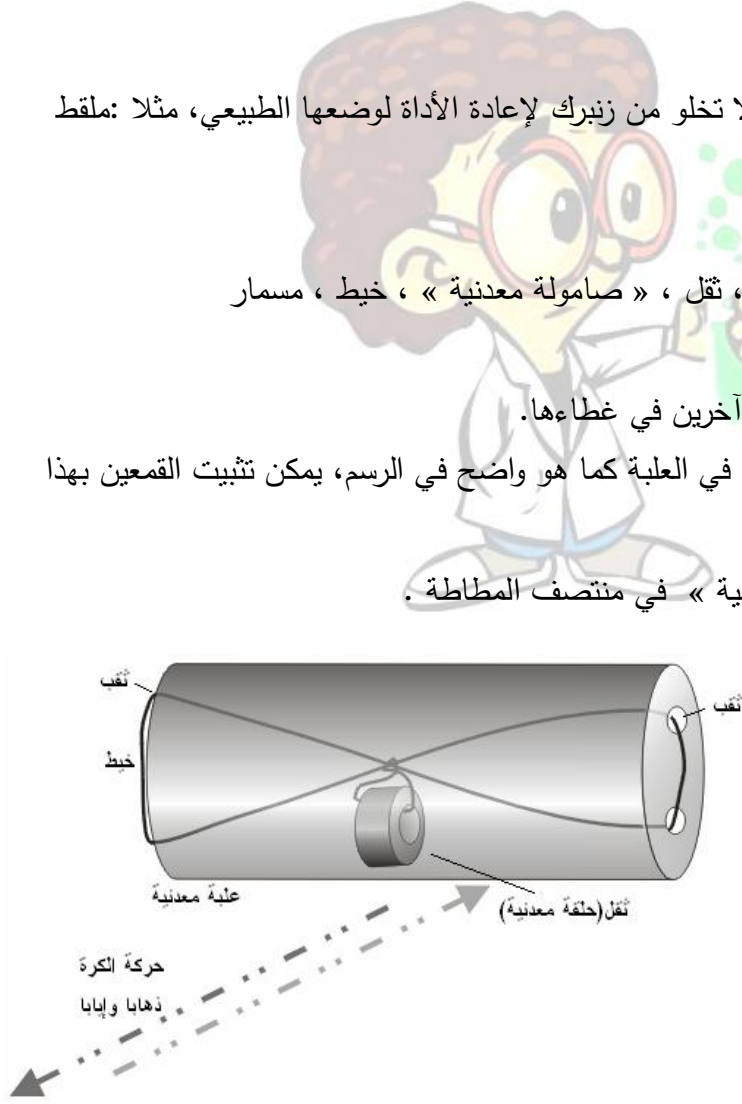 لا تخلو من زنبرك لإعادة الأداة لوضعها الطبيعي، مثلا :ملقط
، ثقل ، « صامولة معدنية » ، خيط ، مسمار
آخرين في غطاءها.
في العلبة كما هو واضح في الرسم، يمكن تثبيت القمعين بهذا
ية » في منتصف المطاطة .
ثقب
ثقب
خيط
علبة معدنية
ثقل(حلقة معدنية)
حركة الكرة
ذهابا وإيابا